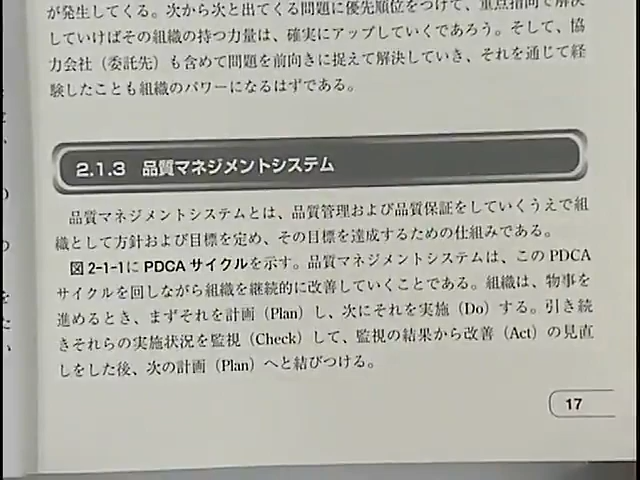 が発生してくる。次から次と出てくる問題に優先順位をつけて、重点指向で解決
していけばその組織の持つ力量は、確実にアップしていくであろう。そして、協
力会社（委託先）も含めて問題を前向きに捉えて解決していき、それを通じて経
験したことも組織のパワーになるはずである。
2.1.3 品質マネジメントシステム
品質マネジメントシステムとは、品質管理および品質保証をしていくうえで組
織として方針および目標を定め、その目標を達成するための仕組みである。
図2-1-1にPDCAサイクルを示す。品質マネジメントシステムは、このPDCA
サイクルを回しながら組織を継続的に改善していくことである。組織は、物事を
進めるとき、まずそれを計画（Plan）し、次にそれを実施（Do）する。引き続
きそれらの実施状況を監視（Check）して、監視の結果から改善（Act）の見直
しをした後、次の計画（Plan）へと結びつける。
17